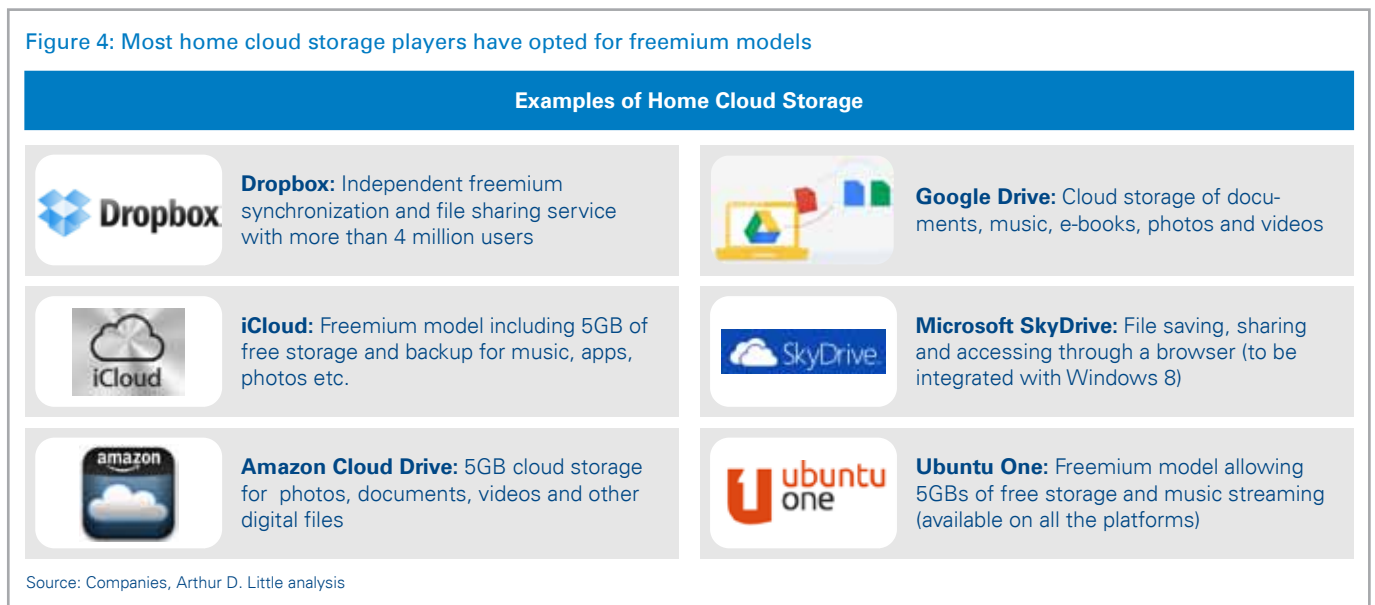 Figure 4: Most home cloud storage players have opted for freemium models
Examples of Home Cloud Storage
Dropbox
Dropbox: Independent freemium
synchronization and file sharing service
with more than 4 million users
Google Drive: Cloud storage of docu-
ments, music, e-books, photos and videos
iCloud
iCloud: Freemium model including 5GB of
free storage and backup for music, apps,
photos etc.
SkyDrive
Microsoft SkyDrive: File saving, sharing
and accessing through a browser (to be
integrated with Windows 8)
amazon
Amazon Cloud Drive: 5GB cloud storage
for photos, documents, videos and other
digital files
ubuntu
one
Ubuntu One: Freemium model allowing
5GBs of free storage and music streaming
(available on all the platforms)
Source: Companies, Arthur D. Little analysis